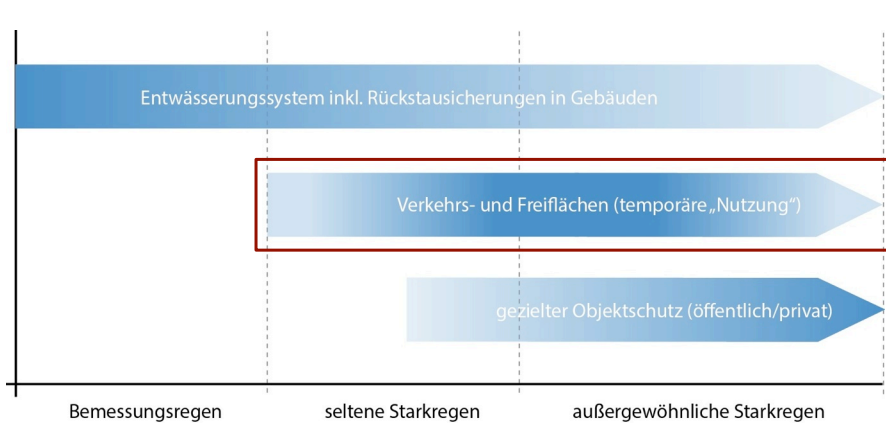 Entwässerungssystem inkl. Rückstausicherungen in Gebäuden
Verkehrs- und Freiflächen (temporäre „Nutzung“)
gezielter Objektschutz (öffentlich/privat)
Bemessungsregen
seltene Starkregen
außergewöhnliche Starkregen